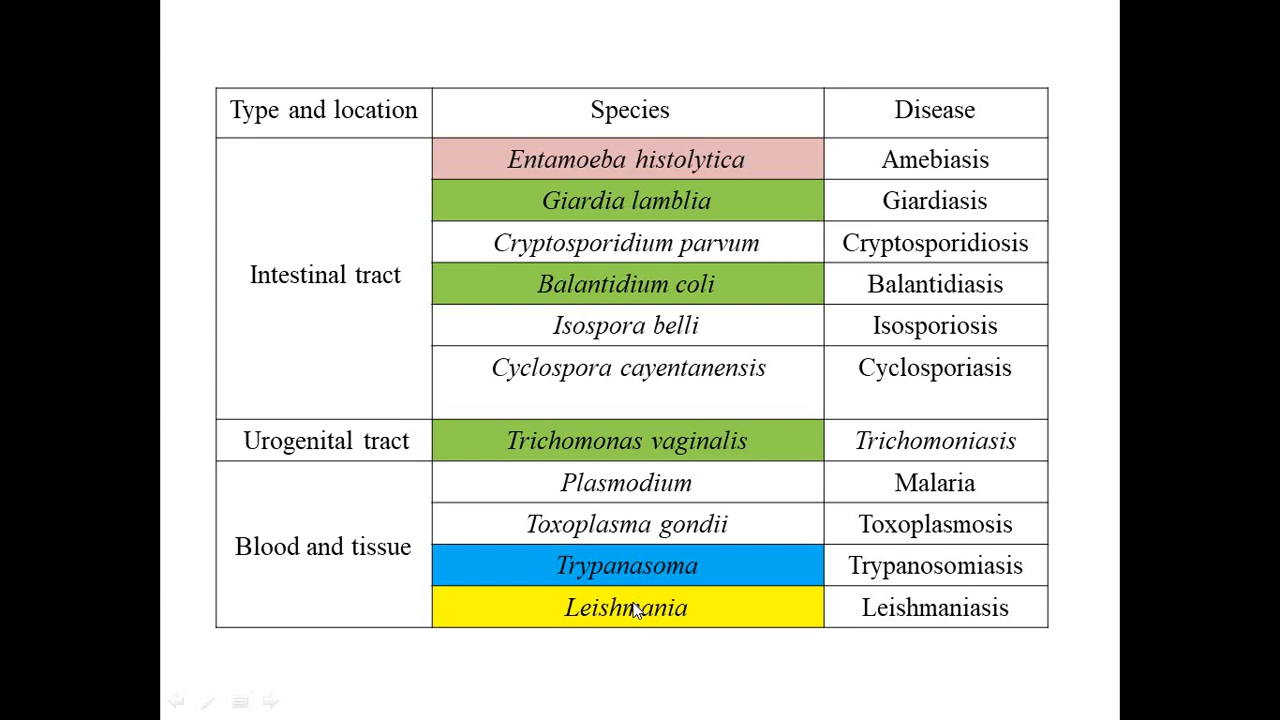 Type and location Species Disease
Intestinal tract
Entamoeba histolytica Amebiasis
Giardia lamblia Giardiasis
Cryptosporidium parvum Cryptosporidiosis
Balantidium coli Balantidiasis
Isospora belli Isosporiosis
Cyclospora cayentanensis Cyclosporiasis
Urogenital tract Trichomonas vaginalis Trichomoniasis
Blood and tissue
Plasmodium Malaria
Toxoplasma gondii Toxoplasmosis
Trypanasoma Trypanosomiasis
Leishmania Leishmaniasis